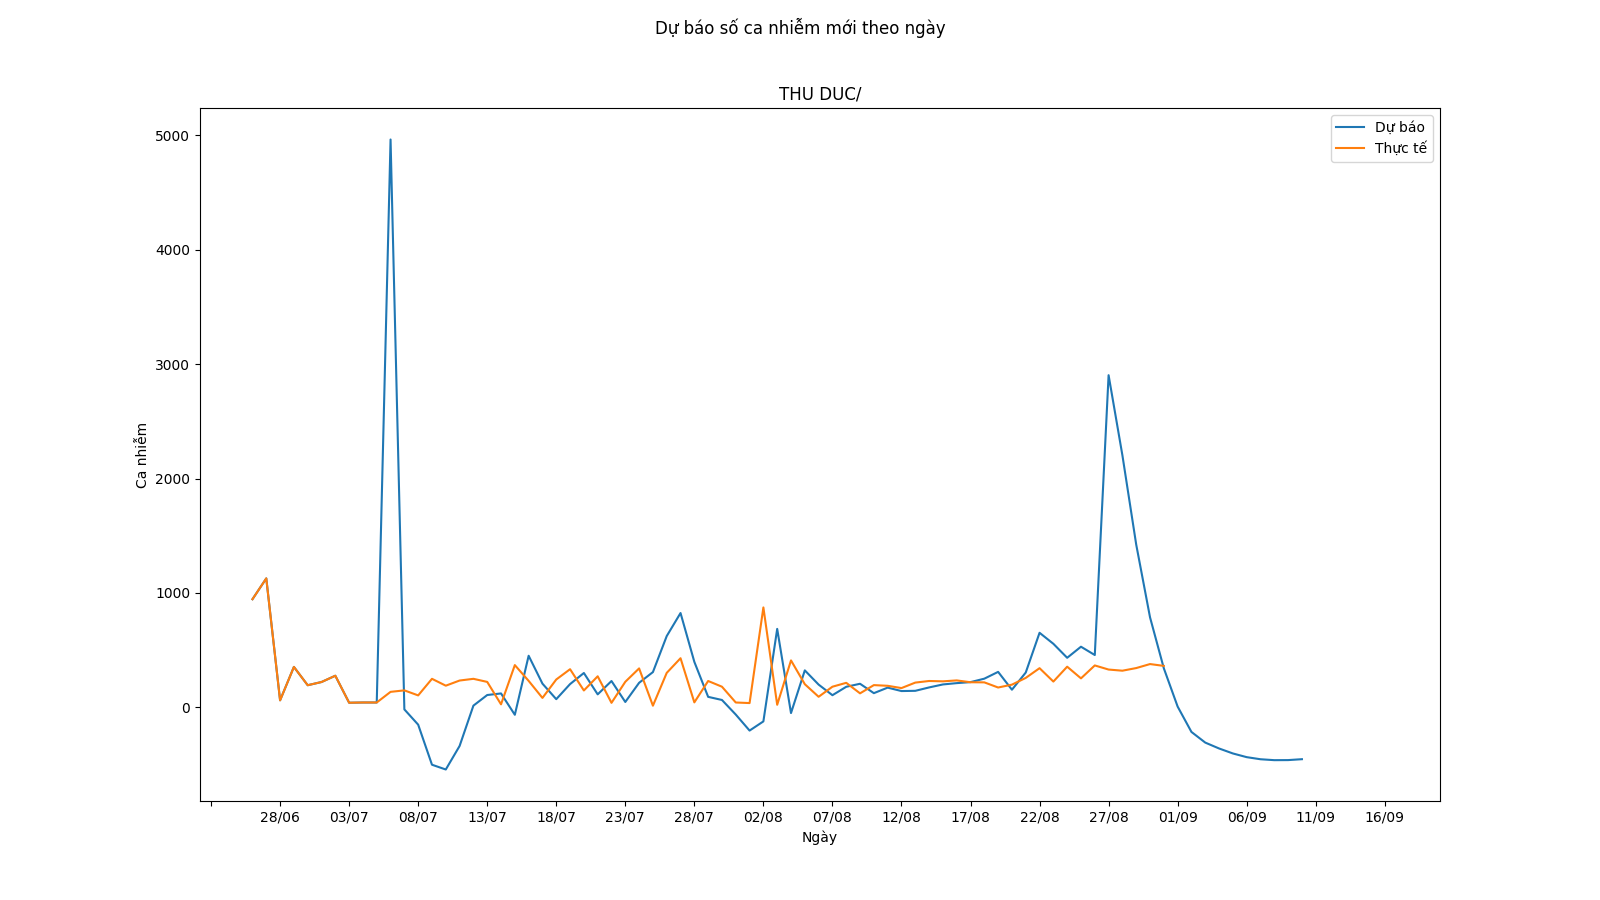 Dự báo số ca nhiễm mới theo ngày
THU DUC/
Dự báo
Thực tế
5000
4000
3000
2000
1000
0
Ca nhiễm
28/06 03/07 08/07 13/07 18/07 23/07 28/07 02/08 07/08 12/08 17/08 22/08 27/08 01/09 06/09 11/09 16/09
Ngày